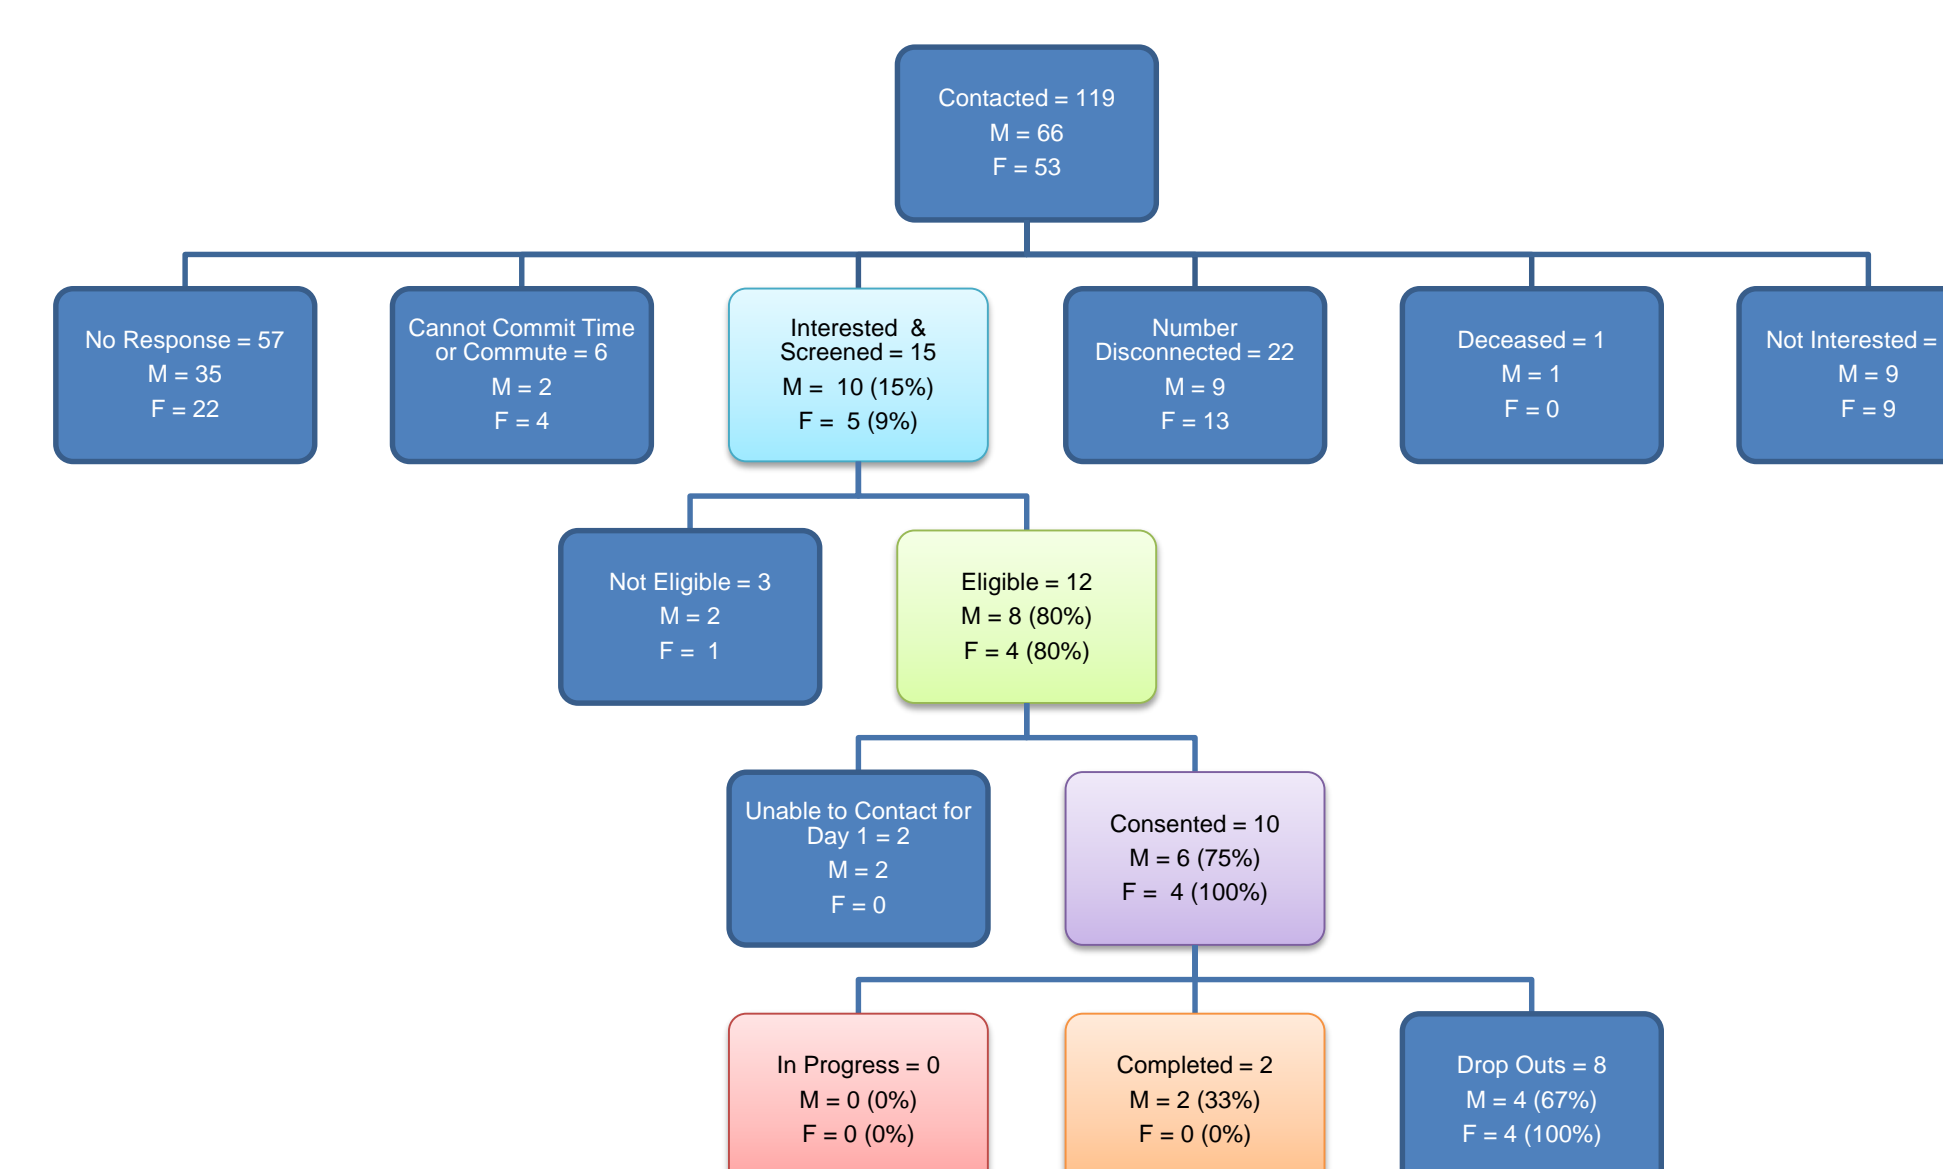 Contacted = 119
M = 66
F = 53
No Response = 57
M = 35
F = 22
Cannot Commit Time
or Commute = 6
M = 2
F = 4
Interested  &
Screened = 15
M =  10 (15%)
F =  5 (9%)
Number
Disconnected = 22
M = 9
F = 13
Deceased = 1
M = 1
F = 0
Not Interested =
M = 9
F = 9
Not Eligible = 3
M = 2
F =  1
Eligible = 12
M = 8 (80%)
F = 4 (80%)
Unable to Contact for
Day 1 = 2
M = 2
F = 0
Consented = 10
M = 6 (75%)
F =  4 (100%)
In Progress = 0
M = 0 (0%)
F = 0 (0%)
Completed = 2
M = 2 (33%)
F = 0 (0%)
Drop Outs = 8
M = 4 (67%)
F = 4 (100%)